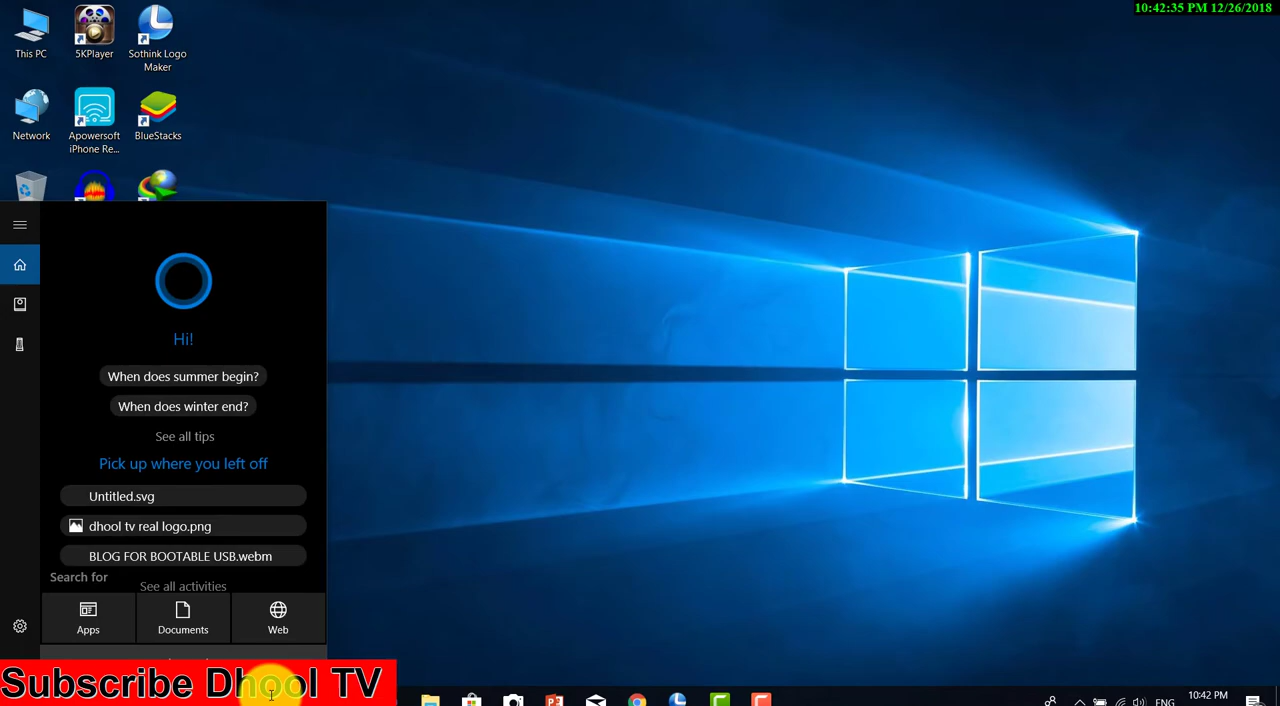 10:42:35 PM 12/26/2018
This PC
5KPlayer
Sothink Logo
Maker
Network
Apowersoft
iPhone Re...
BlueStacks
Hi!
When does summer begin?
When does winter end?
See all tips
Pick up where you left off
Untitled.svg
dhool tv real logo.png
BLOG FOR BOOTABLE USB.webm
Search for
See all activities
Apps
Documents
Web
Subscribe Dhool TV
ENG
10:42 PM